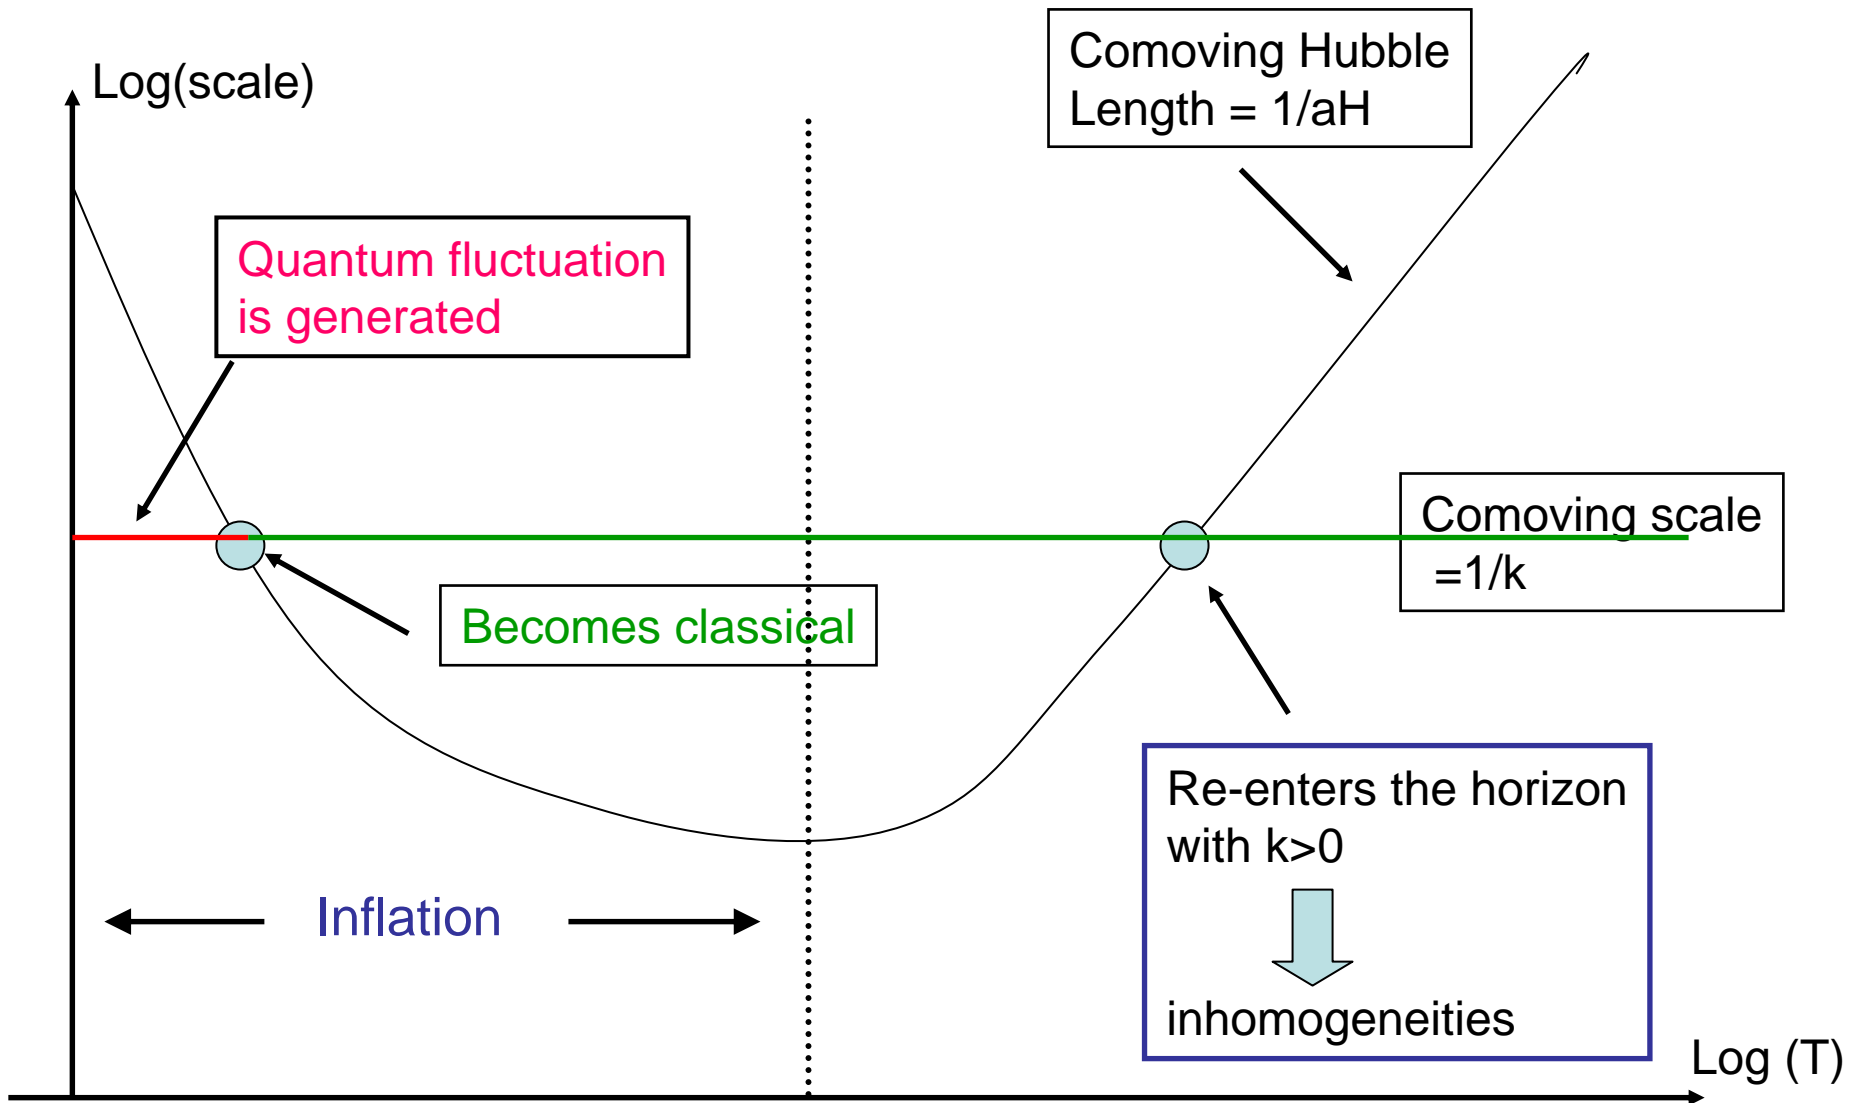 Log(scale)
Comoving Hubble
Length = 1/aH
Quantum fluctuation
is generated
Comoving scale
=1/k
Becomes classical
Re-enters the horizon
with k>0
inhomogeneities
Inflation
Log (T)